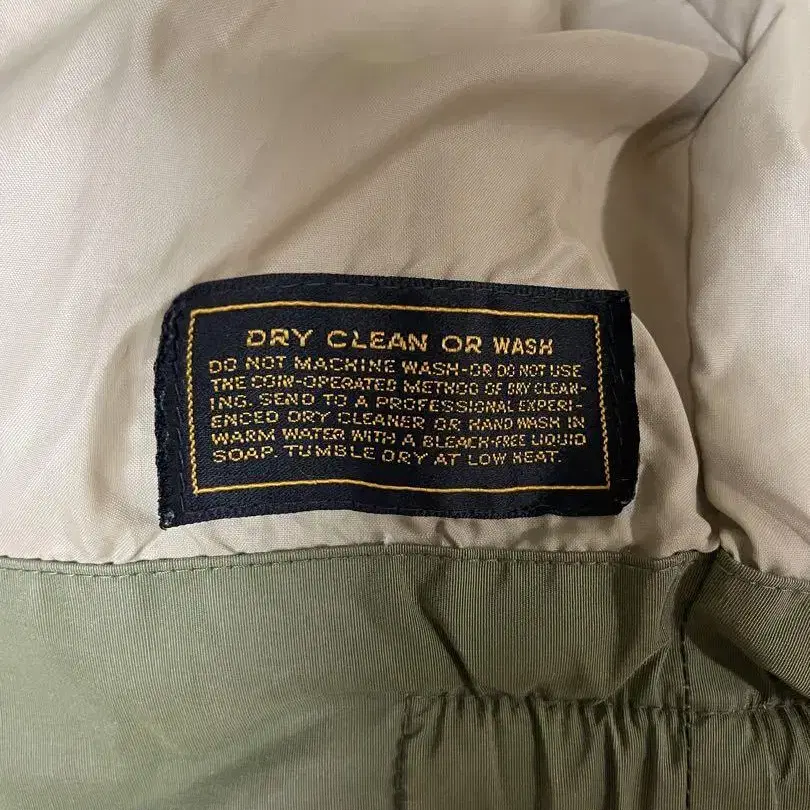 DRY CLEAN OR WASH
DO NOT MACHINE WASH-OR DO NOT USE
THE COIN-OPERATED METHOD OF DRY CLEAN-
ING. SEND TO A PROFESSIONAL EXPERI-
ENCED DRY CLEANER OR HAND WASH IN
WARM WATER WITH A BLEACH-FREE LIQUID
SOAP. TUMBLE DRY AT LOW HEAT.